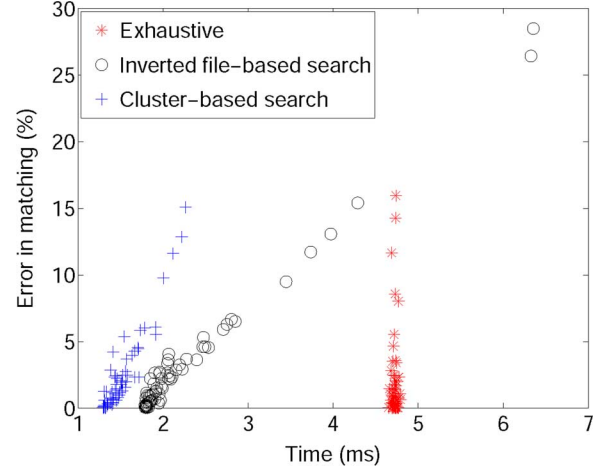 30
25
20
15
10
5
0
Error in matching (%)
Exhaustive
Inverted file-based search
Cluster-based search
1 2 3 4 5 6 7
Time (ms)